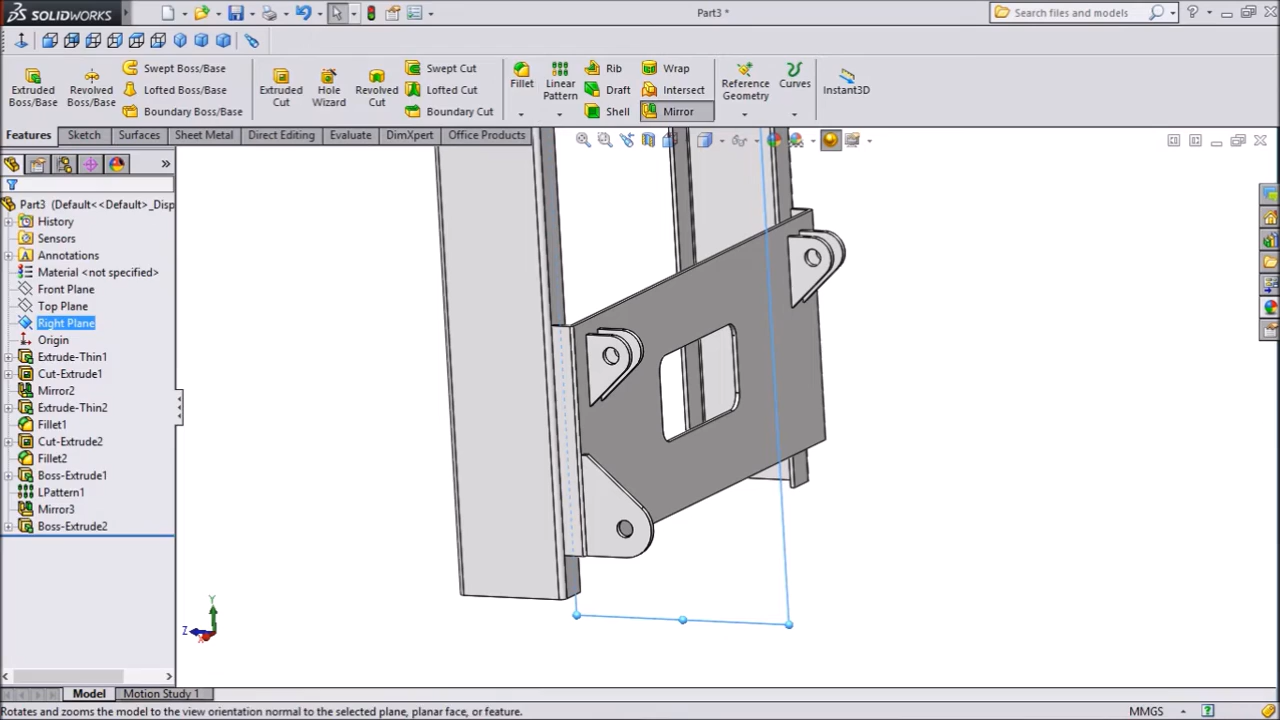 SOLIDWORKS
Part3 *
Search files and models
Extruded Boss/Base
Revolved Boss/Base
Swept Boss/Base
Lofted Boss/Base
Boundary Boss/Base
Extruded Cut
Hole Wizard
Revolved Cut
Swept Cut
Lofted Cut
Boundary Cut
Fillet
Linear Pattern
Rib
Draft
Shell
Wrap
Intersect
Mirror
Reference Geometry
Curves
Instant3D
Features
Sketch
Surfaces
Sheet Metal
Direct Editing
Evaluate
DimXpert
Office Products
Part3 (Default<<Default>_Disp
History
Sensors
Annotations
Material <not specified>
Front Plane
Top Plane
Right Plane
Origin
Extrude-Thin1
Cut-Extrude1
Mirror2
Extrude-Thin2
Fillet1
Cut-Extrude2
Fillet2
Boss-Extrude1
LPattern1
Mirror3
Boss-Extrude2
Y
Z
X
Model
Motion Study 1
Rotates and zooms the model to the view orientation normal to the selected plane, planar face, or feature.
MMGS